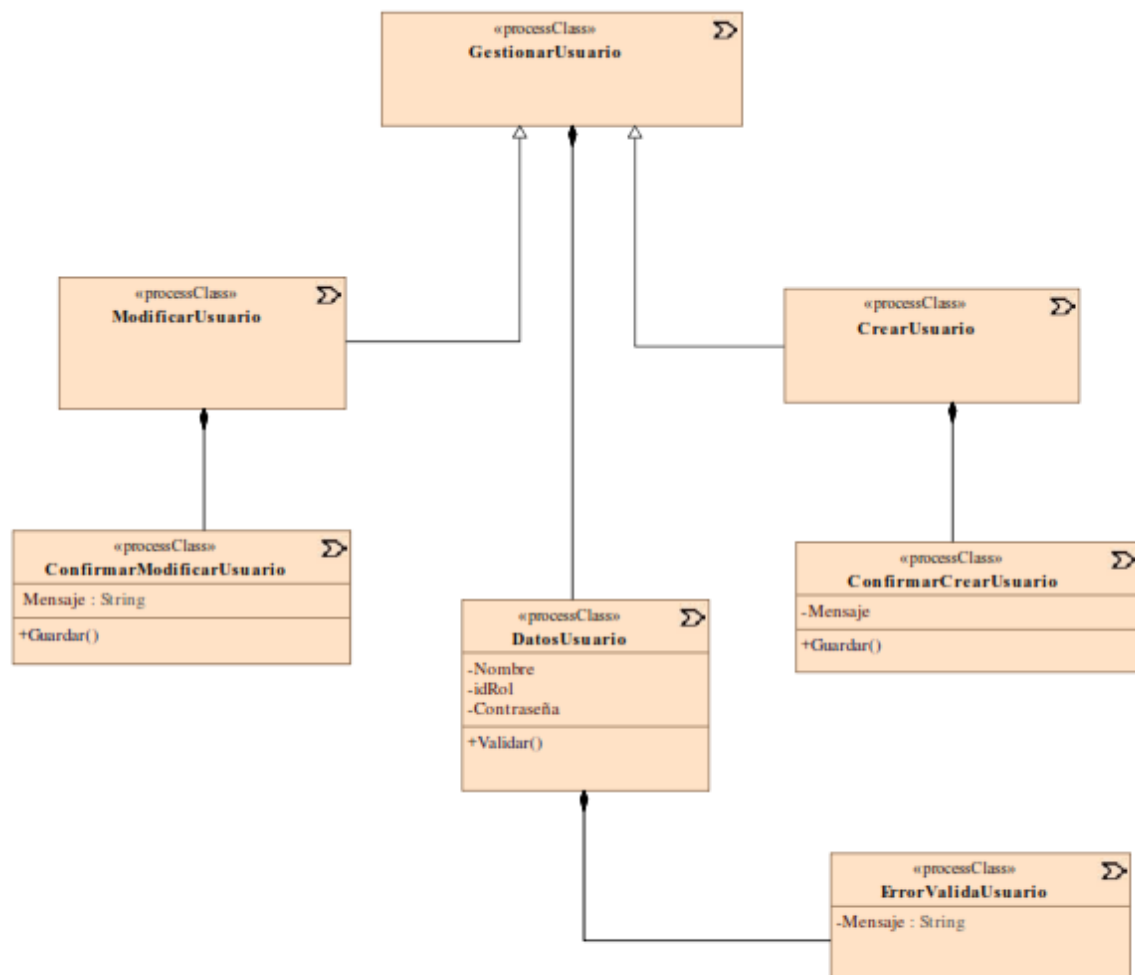 «processClass»
GestionarUsuario
«processClass»
ModificarUsuario
«processClass»
CrearUsuario
«processClass»
ConfirmarModificarUsuario
Mensaje : String
+Guardar()
«processClass»
ConfirmarCrearUsuario
-Mensaje
+Guardar()
«processClass»
DatosUsuario
-Nombre
-idRol
-Contraseña
+Validar()
«processClass»
ErrorValidaUsuario
-Mensaje : String